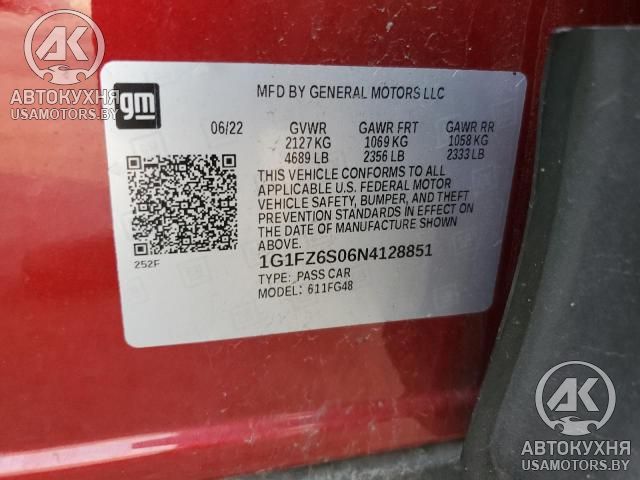 AK
АВТОКУХНЯ
USAMOTORS.BY
gm
MFD BY GENERAL MOTORS LLC
06/22 GVWR GAWR FRT GAWR RR
2127 KG 1069 KG 1058 KG
4689 LB 2356 LB 2333 LB
THIS VEHICLE CONFORMS TO ALL
APPLICABLE U.S. FEDERAL MOTOR
VEHICLE SAFETY, BUMPER, AND THEFT
PREVENTION STANDARDS IN EFFECT ON
THE DATE OF MANUFACTURE SHOWN
ABOVE.
252F
1G1FZ6S06N4128851
TYPE: PASS CAR
MODEL: 611FG48
AK
АВТОКУХНЯ
USAMOTORS.BY